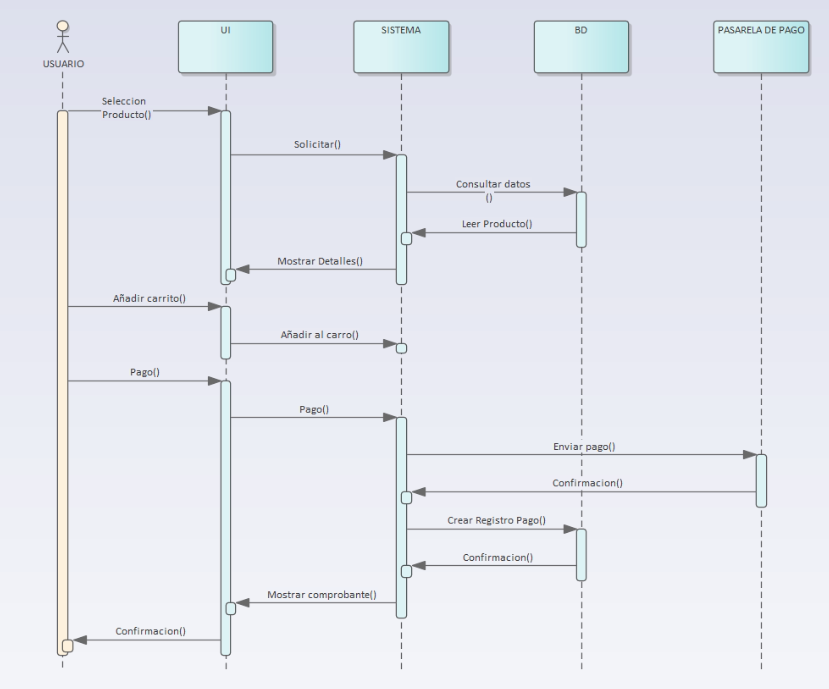 USUARIO
UI
SISTEMA
BD
PASARELA DE PAGO
Seleccion
Producto()
Solicitar()
Consultar datos
()
Leer Producto()
Mostrar Detalles()
Añadir carrito()
Añadir al carro()
Pago()
Pago()
Enviar pago()
Confirmacion()
Crear Registro Pago()
Confirmacion()
Mostrar comprobante()
Confirmacion()